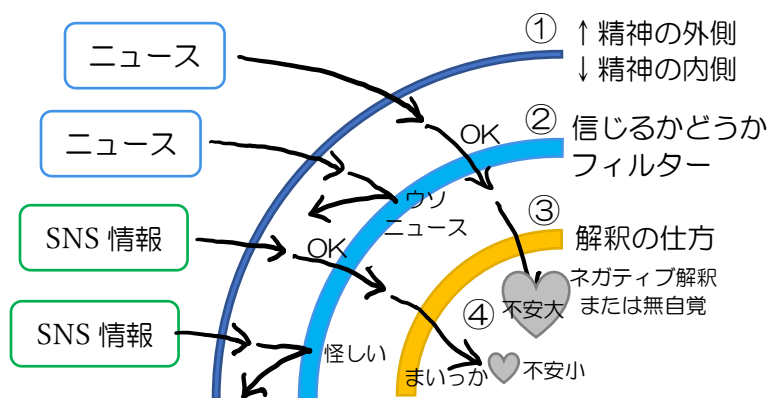 ニュース
① ↑精神の外側
↓精神の内側
ニュース
OK
② 信じるかどうか
フィルター
ウソ
ニュース
SNS 情報
OK
③ 解釈の仕方
ネガティブ解釈
または無自覚
④ 不安大
SNS 情報
怪しい
まいっか
不安小